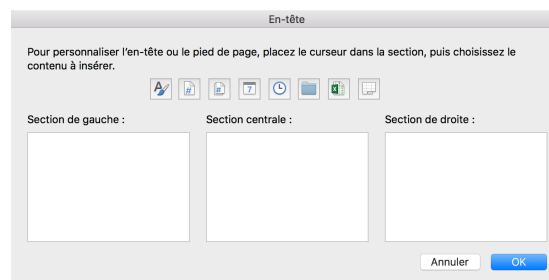 En-tête
Pour personnaliser l'en-tête ou le pied de page, placez le curseur dans la section, puis choisissez le
contenu à insérer.
# # 7
Section de gauche : Section centrale : Section de droite :
Annuler OK